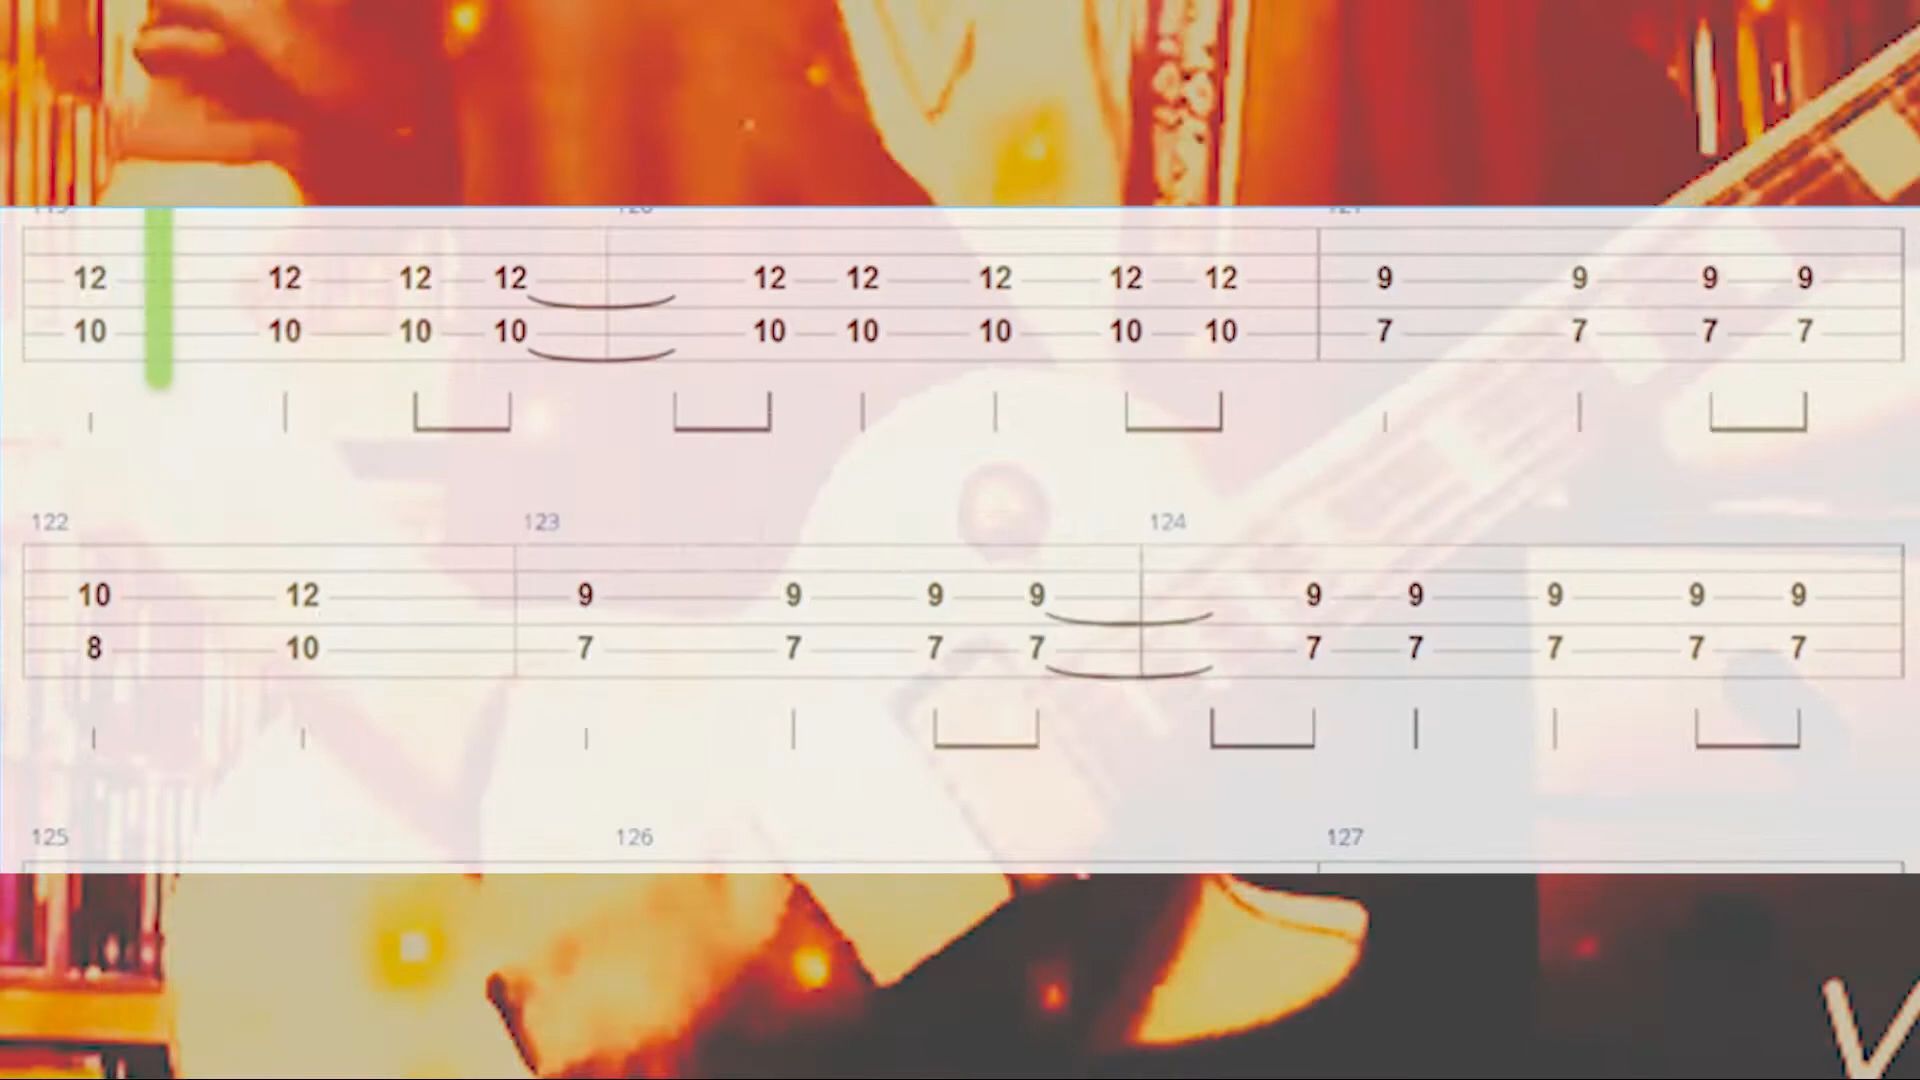 12 12 12 12 12 12 12 12 12 9 9 9 9
10 10 10 10 10 10 10 10 10 7 7 7 7
122 123 124
10 12 9 9 9 9 9 9 9 9 9
8 10 7 7 7 7 7 7 7 7 7
125 126 127